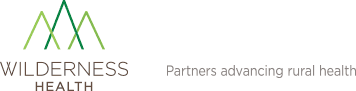 WILDERNESS
HEALTH
Partners advancing rural health